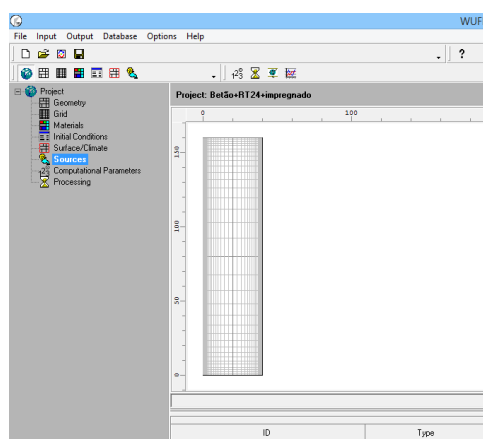 WUF
File Input Output Database Options Help
?
Project
Geometry
Grid
Materials
Initial Conditions
Surface/Climate
Sources
Computational Parameters
Processing
Project: Betão+RT24+impregnado
0 100
150
100
50
0
ID Type